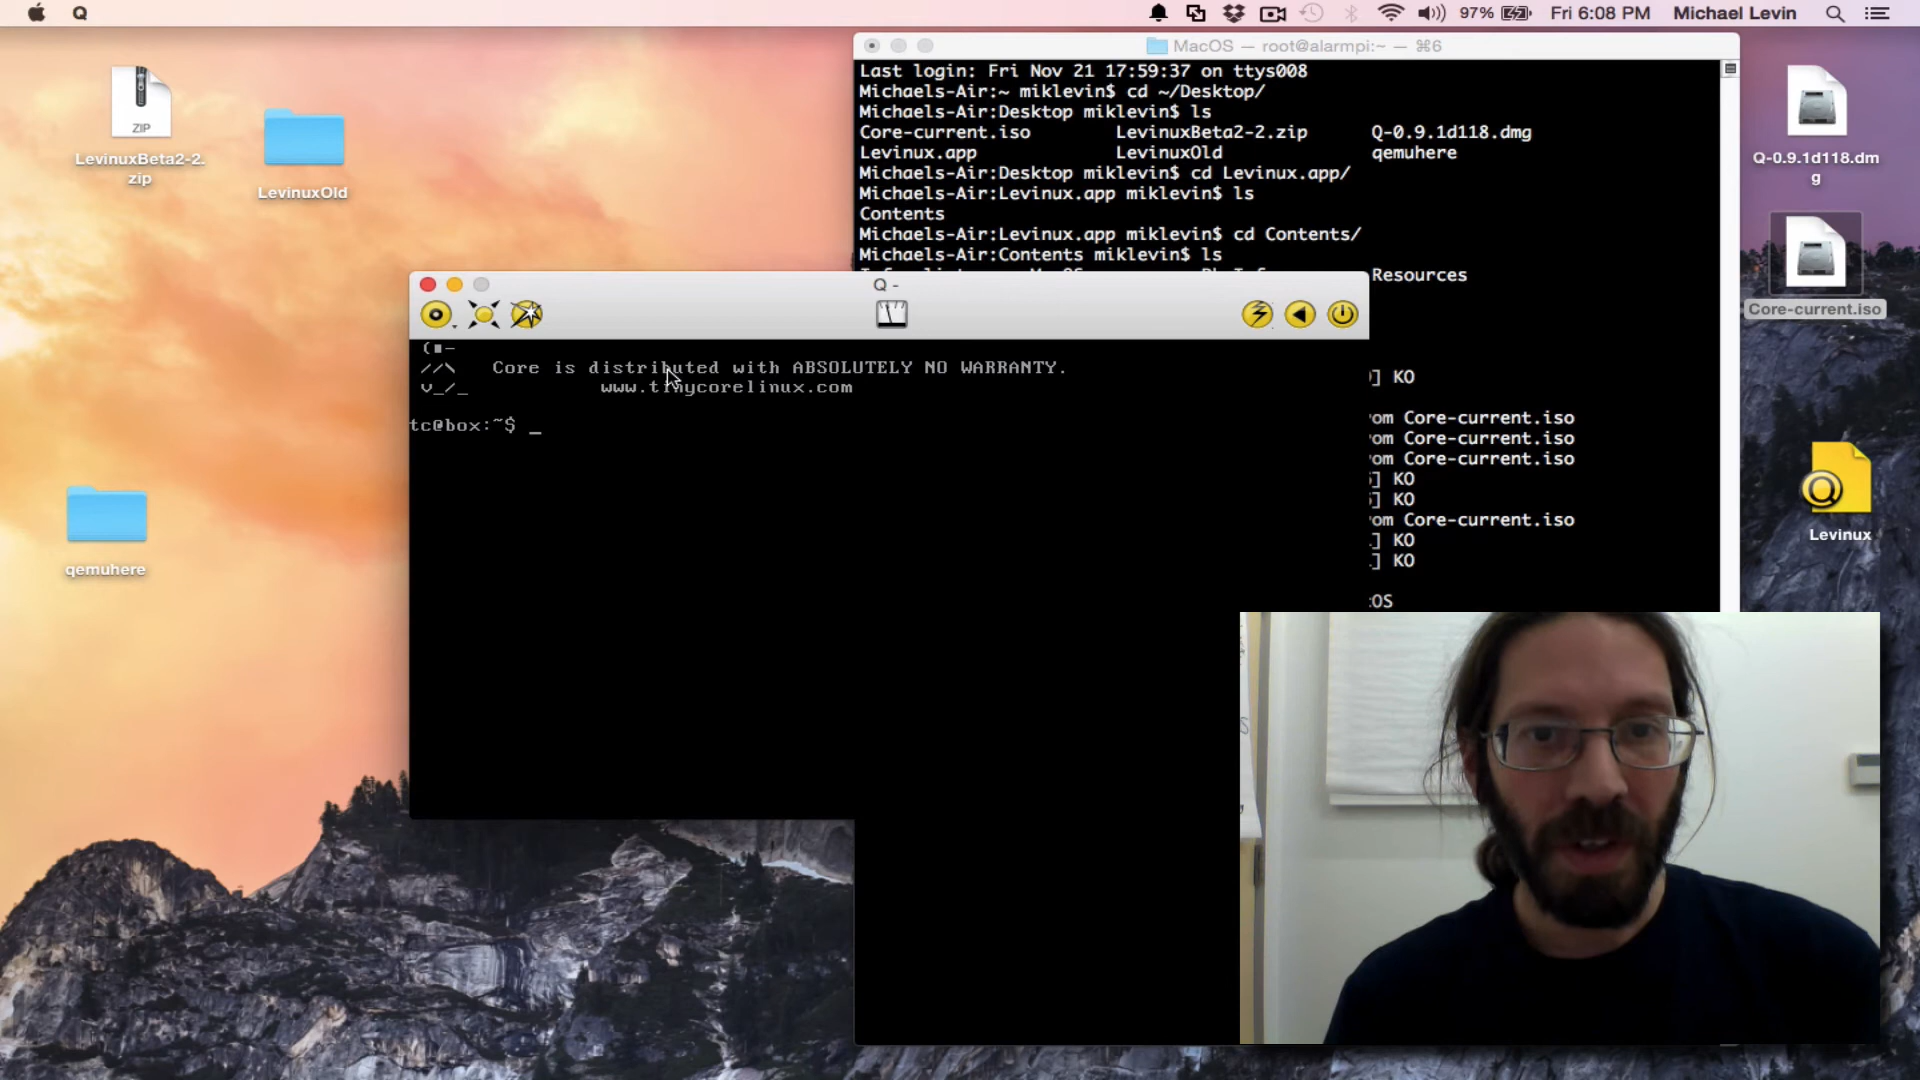 Q
97%
Fri 6:08 PM
Michael Levin
MacOS — root@alarmpi:~ — ⌘6
Last login: Fri Nov 21 17:59:37 on ttys008
Michaels-Air:~ miklevin$ cd ~/Desktop/
Michaels-Air:Desktop miklevin$ ls
Core-current.iso LevinuxBeta2-2.zip Q-0.9.1d118.dmg
Levinux.app LevinuxOld qemuhere
Michaels-Air:Desktop miklevin$ cd Levinux.app/
Michaels-Air:Levinux.app miklevin$ ls
Contents
Michaels-Air:Levinux.app miklevin$ cd Contents/
Michaels-Air:Contents miklevin$ ls
Resources
] KO
om Core-current.iso
om Core-current.iso
om Core-current.iso
] KO
] KO
om Core-current.iso
] KO
] KO
:OS
Q -
(▪-
//\ Core is distributed with ABSOLUTELY NO WARRANTY.
v_/_ www.tinycorelinux.com
tc@box:~$ _
ZIP
LevinuxBeta2-2.
zip
LevinuxOld
qemuhere
Q-0.9.1d118.dm
g
Core-current.iso
Levinux